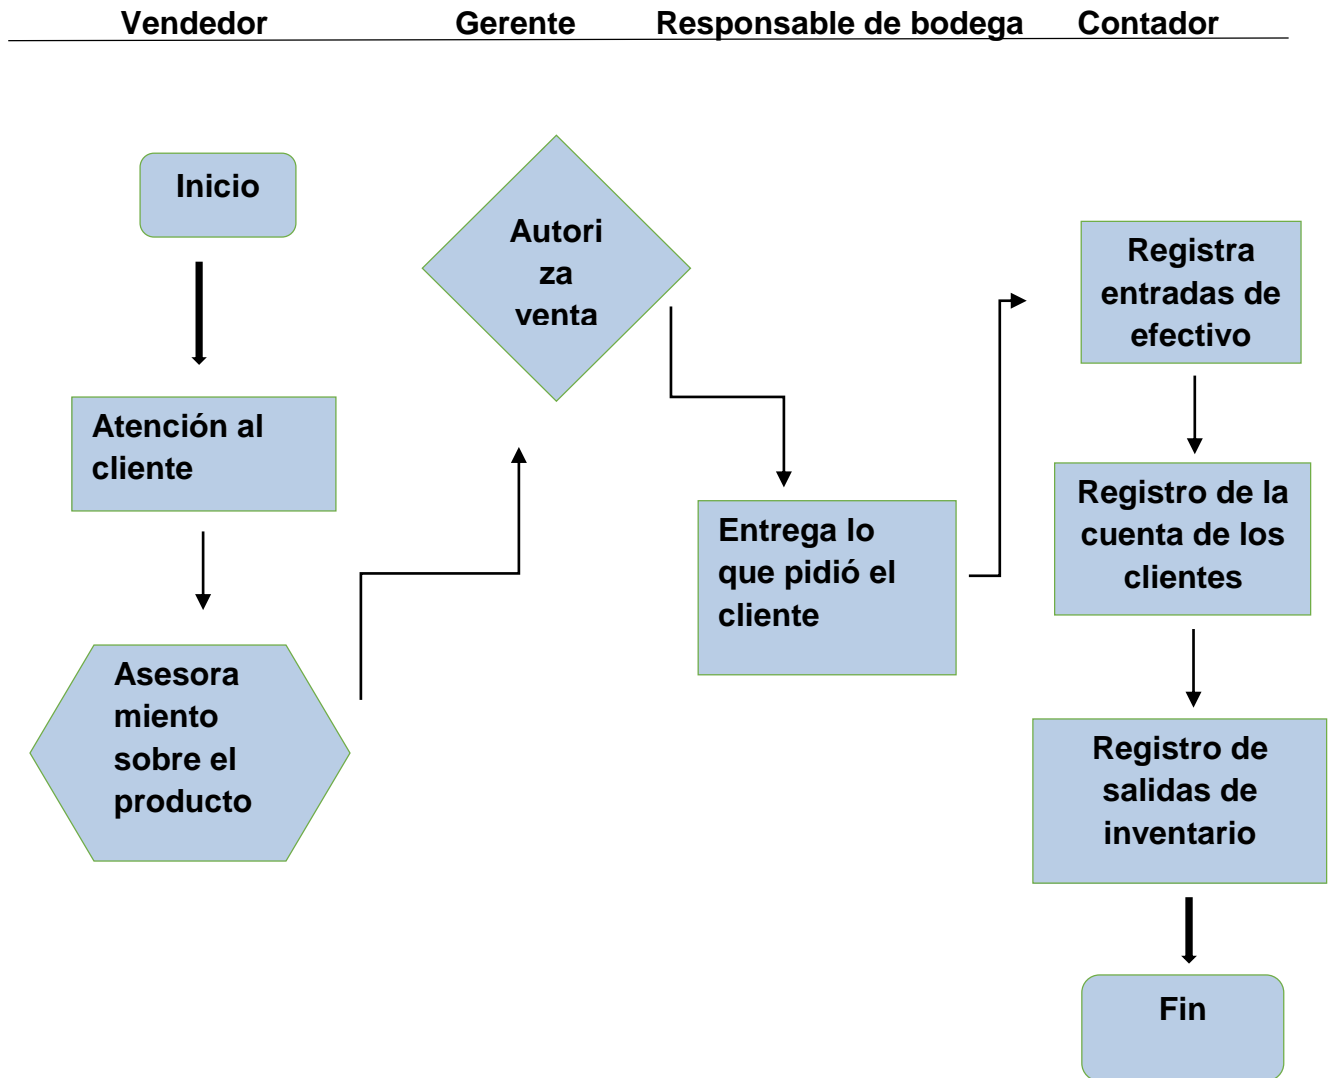 Vendedor Gerente Responsable de bodega Contador
Inicio
Atención al
cliente
Asesora
miento
sobre el
producto
Autori
za
venta
Entrega lo
que pidió el
cliente
Registra
entradas de
efectivo
Registro de la
cuenta de los
clientes
Registro de
salidas de
inventario
Fin